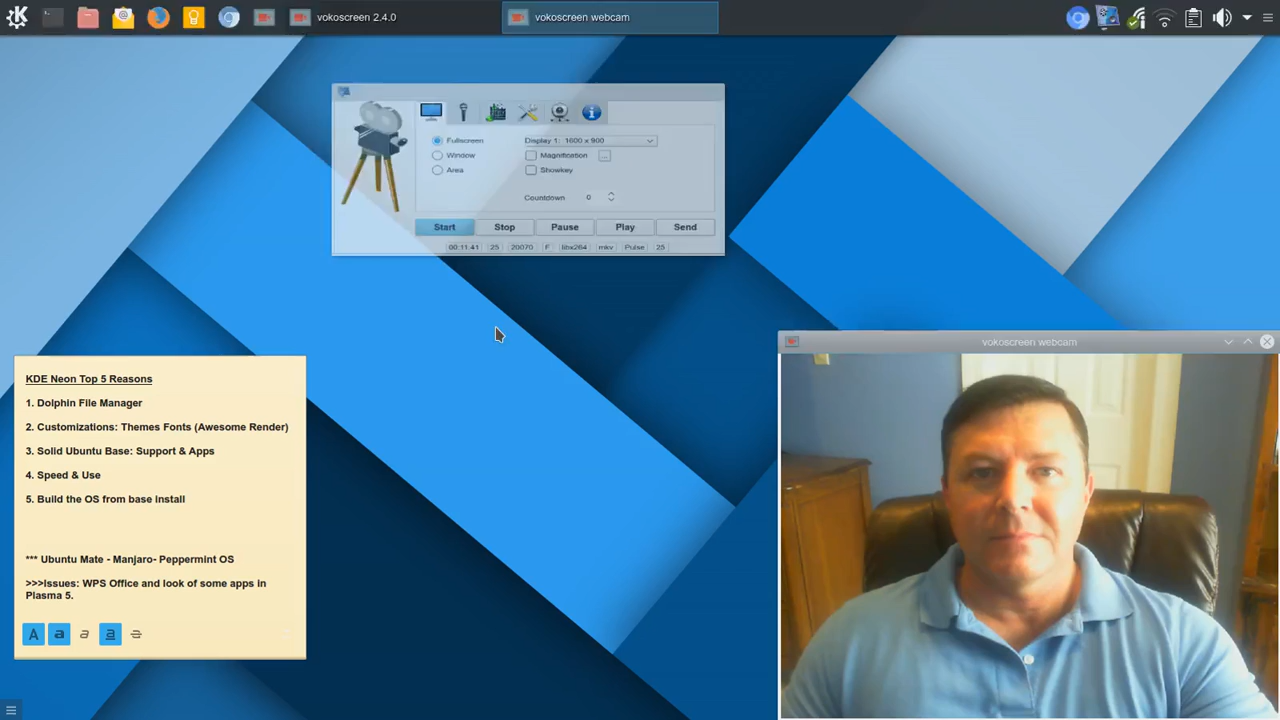 vokoscreen 2.4.0
vokoscreen webcam
Fullscreen
Display 1: 1600 x 900
Window
Magnification
...
Area
Showkey
Countdown
0
Start
Stop
Pause
Play
Send
00:11:41
25
20070
F
libx264
mkv
Pulse
25
vokoscreen webcam
KDE Neon Top 5 Reasons
1. Dolphin File Manager
2. Customizations: Themes Fonts (Awesome Render)
3. Solid Ubuntu Base: Support & Apps
4. Speed & Use
5. Build the OS from base install
*** Ubuntu Mate - Manjaro- Peppermint OS
>>>Issues: WPS Office and look of some apps in
Plasma 5.
A a a a